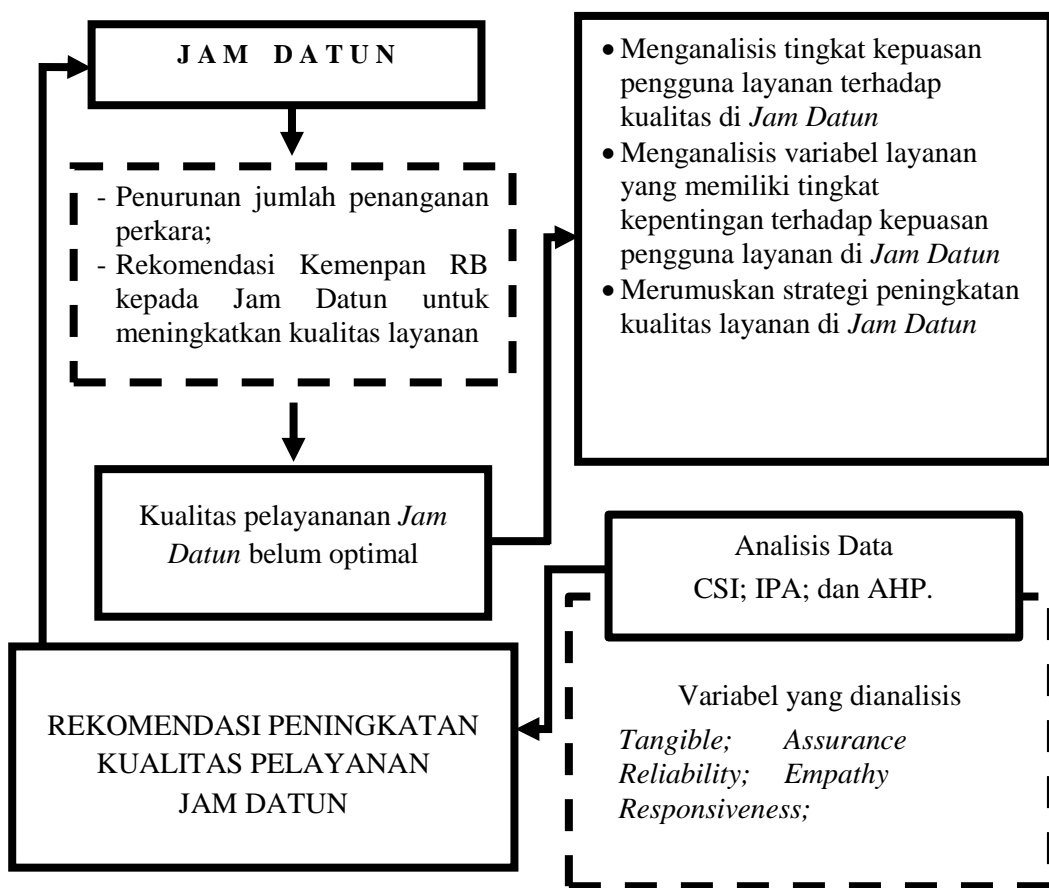 JAM DATUN
- Penurunan jumlah penanganan
perkara;
- Rekomendasi Kemenpan RB
kepada Jam Datun untuk
meningkatkan kualitas layanan
Kualitas pelayananan Jam
Datun belum optimal
• Menganalisis tingkat kepuasan
pengguna layanan terhadap
kualitas di Jam Datun
• Menganalisis variabel layanan
yang memiliki tingkat
kepentingan terhadap kepuasan
pengguna layanan di Jam Datun
• Merumuskan strategi peningkatan
kualitas layanan di Jam Datun
Analisis Data
CSI; IPA; dan AHP.
Variabel yang dianalisis
Tangible; Assurance
Reliability; Empathy
Responsiveness;
REKOMENDASI PENINGKATAN
KUALITAS PELAYANAN
JAM DATUN